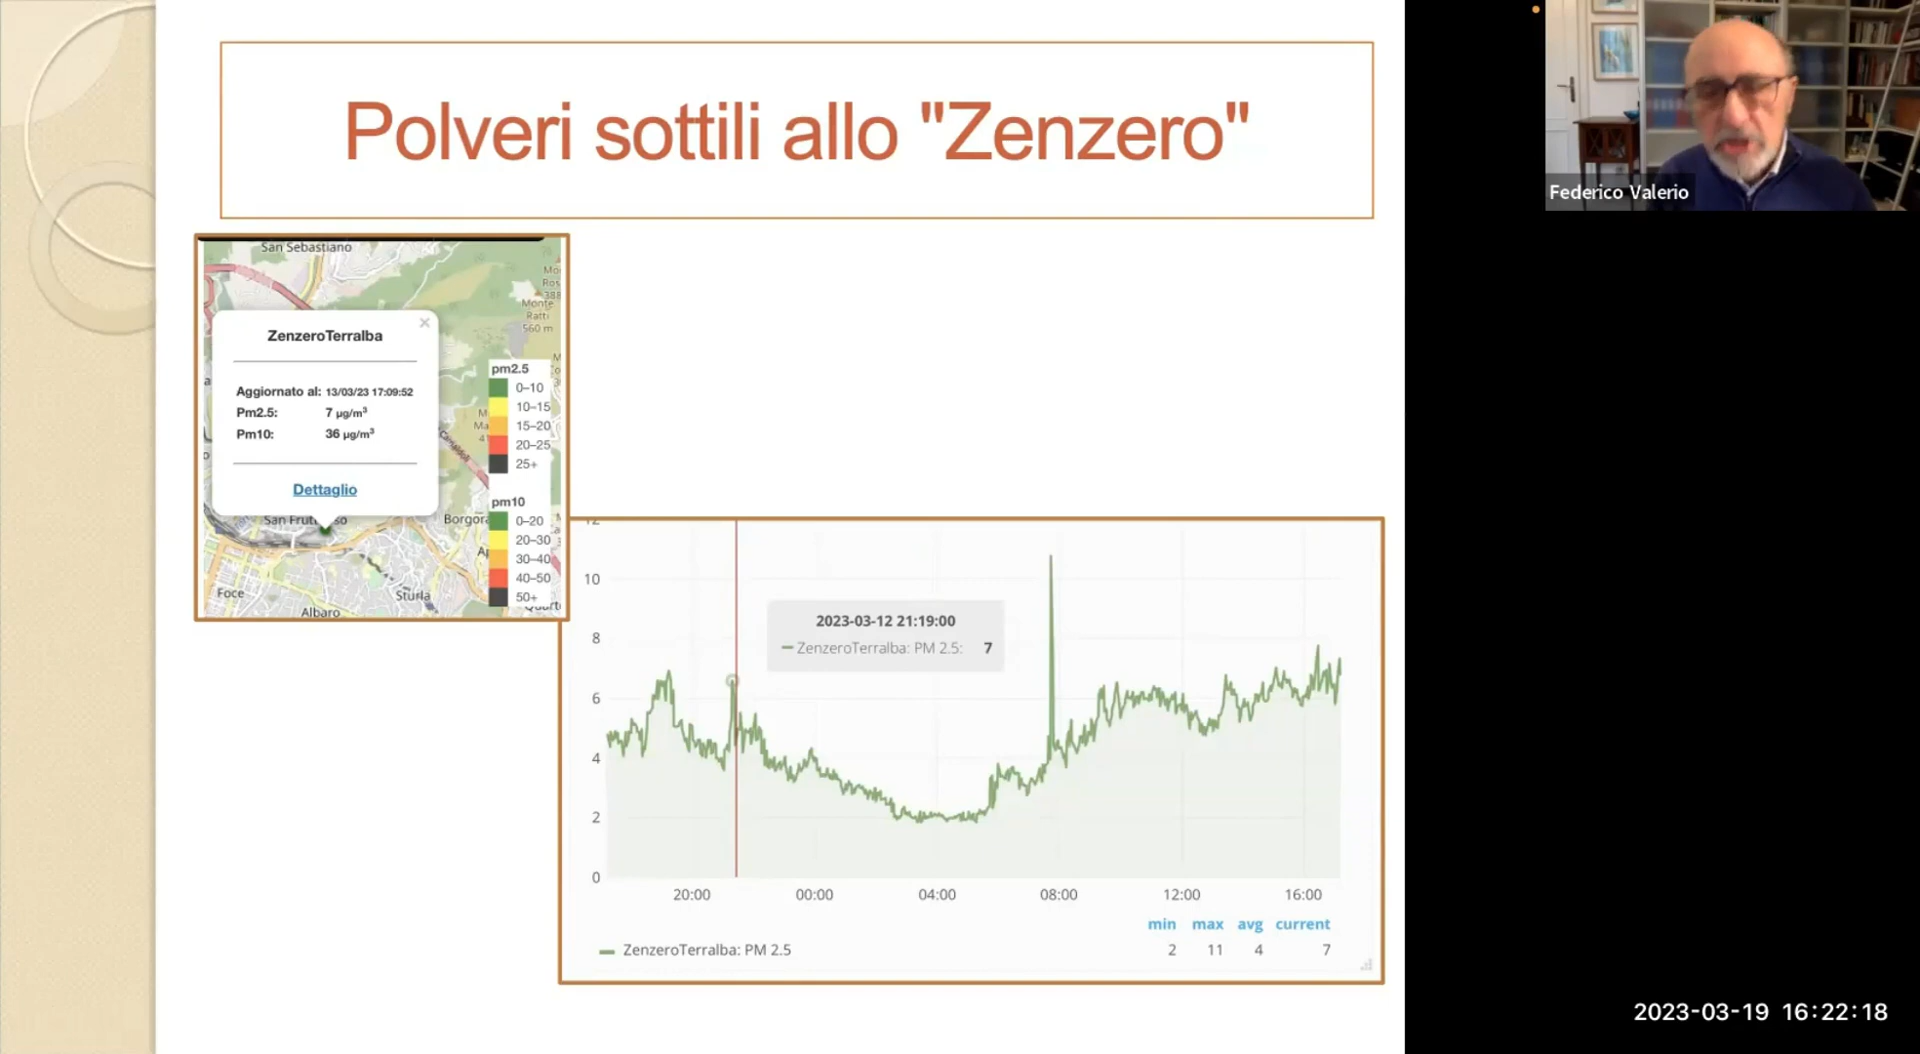 Polveri sottili allo "Zenzero"
Federico Valerio
San Sebastiano
Monte
Ratti
560 m
ZenzeroTerralba
×
Aggiornato al: 13/03/23 17:09:52
Pm2.5: 7 µg/m³
Pm10: 36 µg/m³
Dettaglio
pm2.5
0–10
10–15
15–20
20–25
25+
pm10
0–20
20–30
30–40
40–50
50+
Foce
Albaro
Sturla
12
10
8
6
4
2
0
2023-03-12 21:19:00
ZenzeroTerralba: PM 2.5: 7
20:00 00:00 04:00 08:00 12:00 16:00
min max avg current
ZenzeroTerralba: PM 2.5 2 11 4 7
2023-03-19 16:22:18